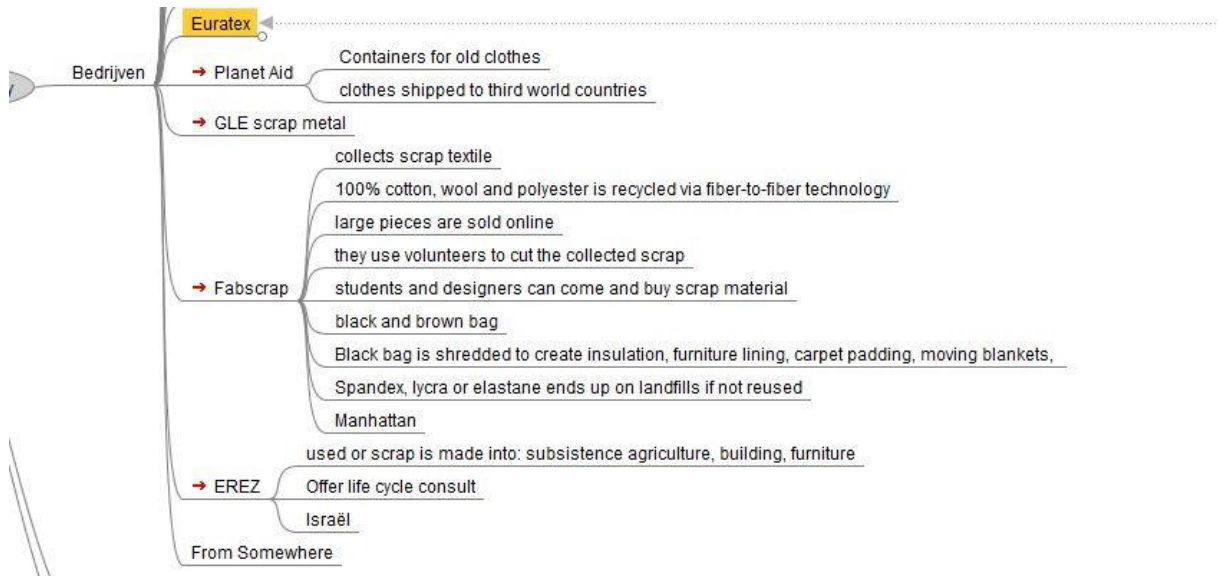 Euratex
Bedrijven
Planet Aid
Containers for old clothes
clothes shipped to third world countries
GLE scrap metal
Fabscrap
collects scrap textile
100% cotton, wool and polyester is recycled via fiber-to-fiber technology
large pieces are sold online
they use volunteers to cut the collected scrap
students and designers can come and buy scrap material
black and brown bag
Black bag is shredded to create insulation, furniture lining, carpet padding, moving blankets,
Spandex, lycra or elastane ends up on landfills if not reused
Manhattan
EREZ
used or scrap is made into: subsistence agriculture, building, furniture
Offer life cycle consult
Israël
From Somewhere